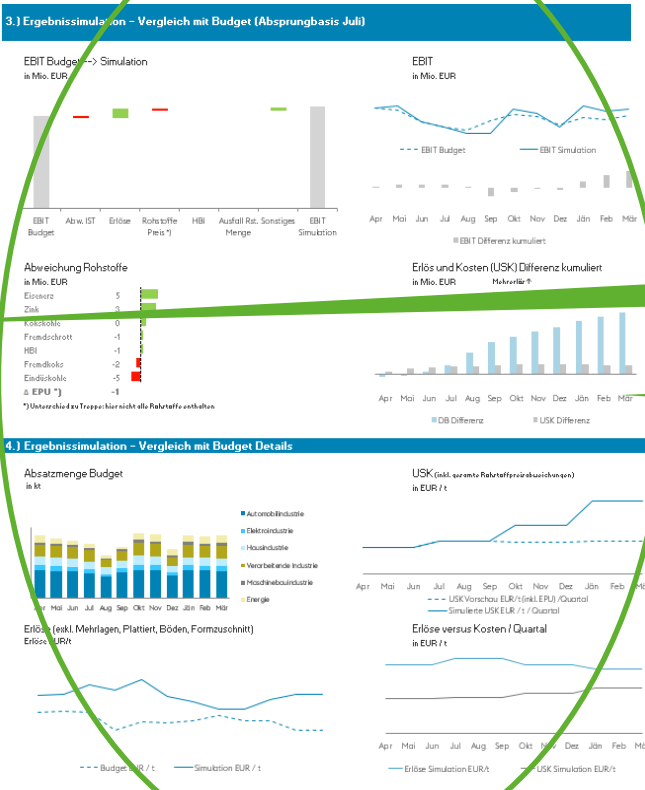 3.) Ergebnissimulation – Vergleich mit Budget (Absprungbasis Juli)
EBIT Budget --> Simulation
in Mio. EUR
EBIT Budget
Abw. IST
Erlöse
Rohstoffe Preis *)
HBI
Ausfall Rst. Menge
Sonstiges
EBIT Simulation
EBIT
in Mio. EUR
EBIT Budget
EBIT Simulation
Apr Mai Jun Jul Aug Sep Okt Nov Dez Jän Feb Mär
EBIT Differenz kumuliert
Abweichung Rohstoffe
in Mio. EUR
Eisenerz 5
Zink 3
Kokskohle 0
Fremdschrott -1
HBI -1
Fremdkoks -2
Eindüskohle -5
Δ EPU *) -1
*) Unterschied zu Treppe: hier nicht alle Rohstoffe enthalten
Erlös und Kosten (USK) Differenz kumuliert
in Mio. EUR Mehrerlös ↑
Apr Mai Jun Jul Aug Sep Okt Nov Dez Jän Feb Mär
DB Differenz
USK Differenz
4.) Ergebnissimulation – Vergleich mit Budget Details
Absatzmenge Budget
in kt
Automobilindustrie
Elektroindustrie
Hausindustrie
Verarbeitende Industrie
Maschinebauindustrie
Energie
Apr Mai Jun Jul Aug Sep Okt Nov Dez Jän Feb Mär
USK (inkl. gesamte Rohstoffpreisabweichungen)
in EUR / t
Apr Mai Jun Jul Aug Sep Okt Nov Dez Jän Feb
USK Vorschau EUR/t (inkl. EPU) / Quartal
Simulierte USK EUR / t / Quartal
Erlöse (exkl. Mehrlagen, Plattiert, Böden, Formzuschnitt)
Erlöse EUR/t
Budget EUR / t
Simulation EUR / t
Erlöse versus Kosten / Quartal
in EUR / t
Apr Mai Jun Jul Aug Sep Okt Nov Dez Jän Feb
Erlöse Simulation EUR/t
USK Simulation EUR/t